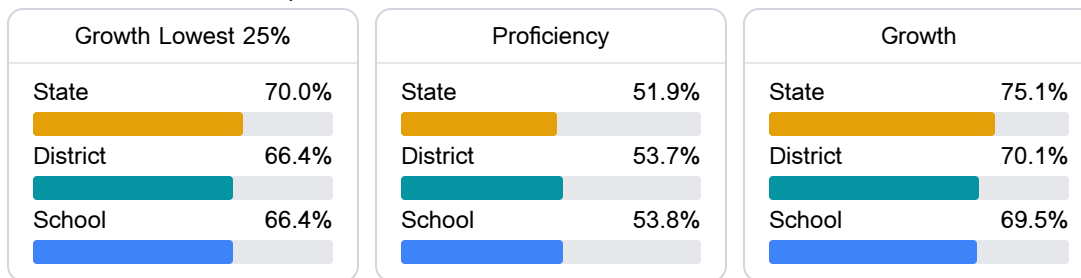 Growth Lowest 25%
State 70.0%
District 66.4%
School 66.4%
Proficiency
State 51.9%
District 53.7%
School 53.8%
Growth
State 75.1%
District 70.1%
School 69.5%